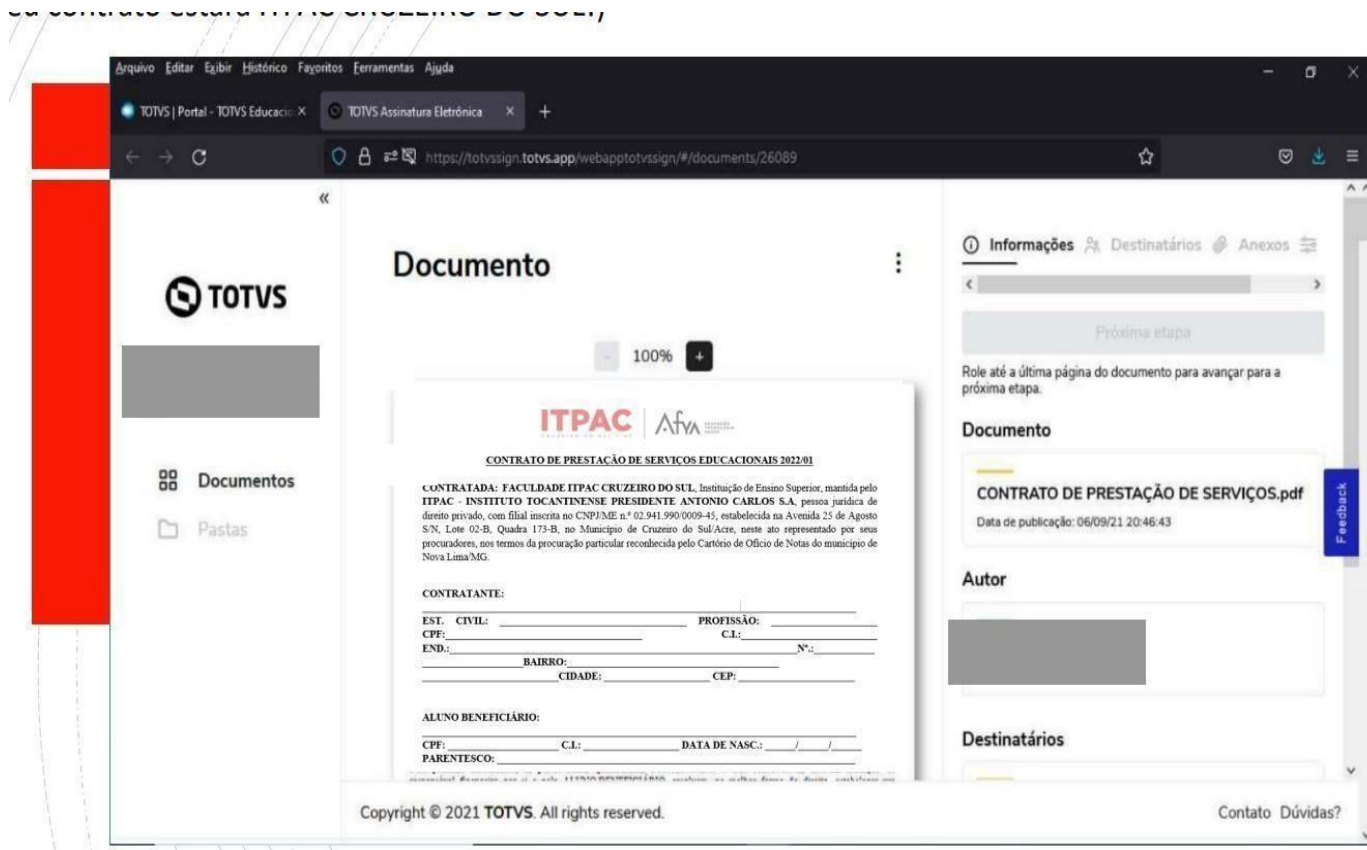 contrato estará ITPAC CRUZEIRO DO SUL.)
Arquivo Editar Exibir Histórico Favoritos Ferramentas Ajuda
TOTVS | Portal - TOTVS Educacio
TOTVS Assinatura Eletrônica
https://totvssign.totvs.app/webapptotvssign/#/documents/26089
TOTVS
Documentos
Pastas
Documento
100%
ITPAC Afya
CONTRATO DE PRESTAÇÃO DE SERVIÇOS EDUCACIONAIS 2022/01
CONTRATADA: FACULDADE ITPAC CRUZEIRO DO SUL, Instituição de Ensino Superior, mantida pelo
ITPAC - INSTITUTO TOCANTINENSE PRESIDENTE ANTONIO CARLOS S.A, pessoa jurídica de
direito privado, com filial inscrita no CNPJ/ME n.º 02.941.990/0009-45, estabelecida na Avenida 25 de Agosto
S/N, Lote 02-B, Quadra 173-B, no Município de Cruzeiro do Sul/Acre, neste ato representado por seus
procuradores, nos termos da procuração particular reconhecida pelo Cartório de Ofício de Notas do município de
Nova Lima/MG.
CONTRATANTE:
EST. CIVIL: PROFISSÃO:
CPF: C.I.:
END.: Nº.:
BAIRRO:
CIDADE: CEP:
ALUNO BENEFICIÁRIO:
CPF: C.I.: DATA DE NASC.: / /
PARENTESCO:
Informações Destinatários Anexos
Próxima etapa
Role até a última página do documento para avançar para a
próxima etapa.
Documento
CONTRATO DE PRESTAÇÃO DE SERVIÇOS.pdf
Data de publicação: 06/09/21 20:46:43
Autor
Destinatários
Feedback
Copyright © 2021 TOTVS. All rights reserved.
Contato Dúvidas?